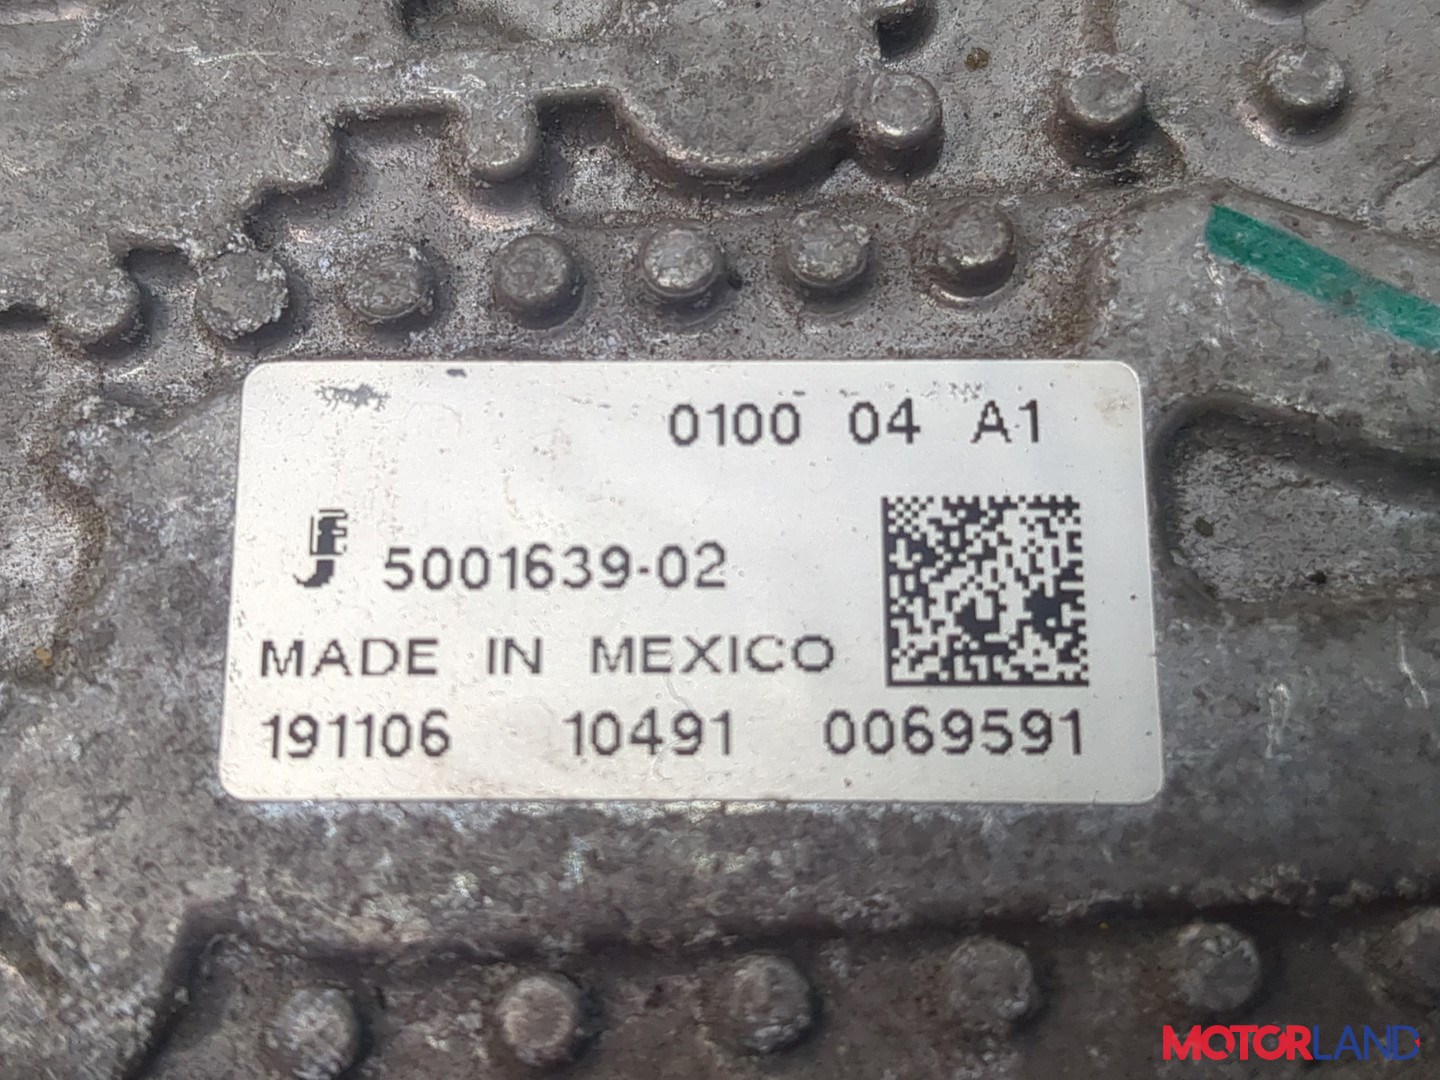 0100 04 A1
5001639-02
MADE IN MEXICO
191106 10491 0069591
MOTORLAND